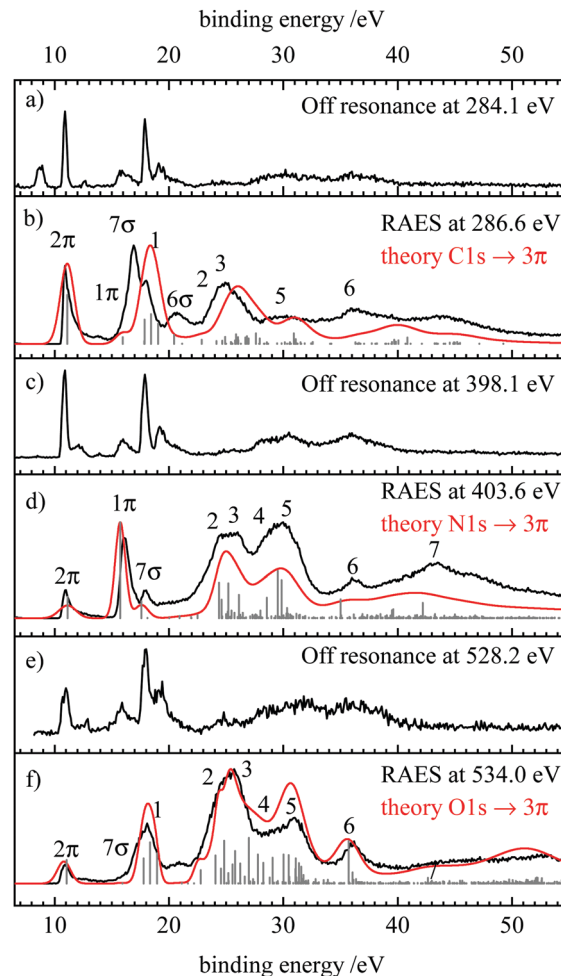 binding energy /eV
10 20 30 40 50
a) Off resonance at 284.1 eV
b) RAES at 286.6 eV
theory C1s → 3π
2π 1π 7σ 1 6σ 2 3 5 6
c) Off resonance at 398.1 eV
d) RAES at 403.6 eV
theory N1s → 3π
2π 1π 7σ 2 3 4 5 6 7
e) Off resonance at 528.2 eV
f) RAES at 534.0 eV
theory O1s → 3π
2π 7σ 1 2 3 4 5 6 7
10 20 30 40 50
binding energy /eV